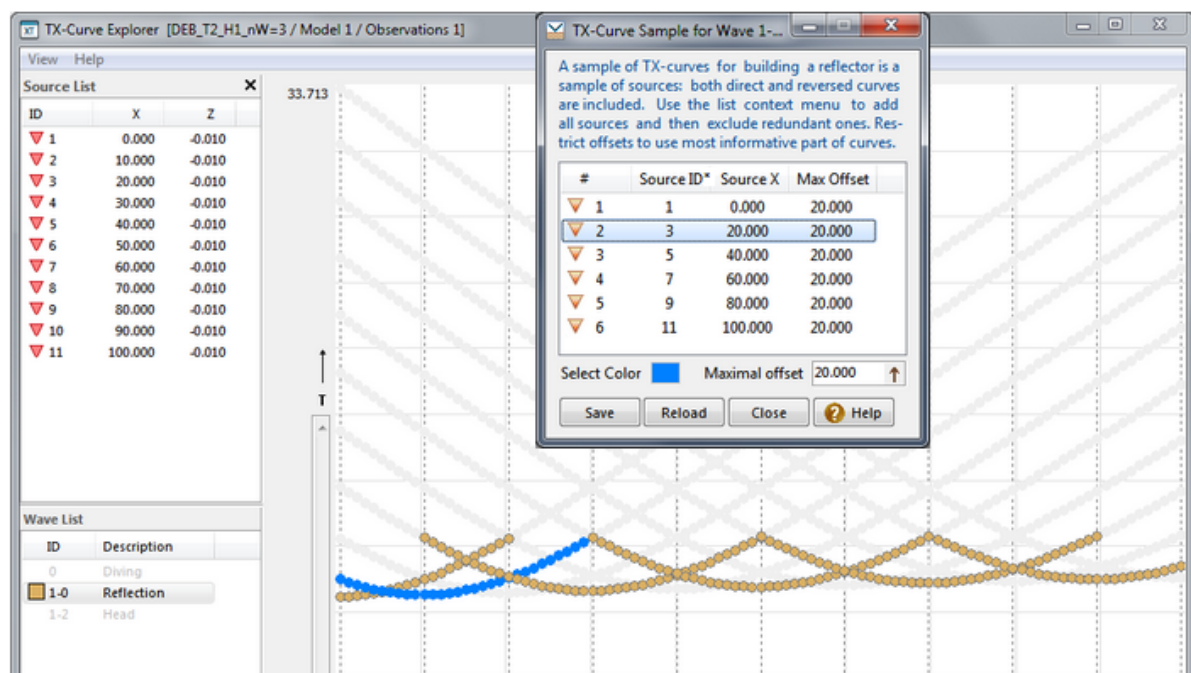 TX-Curve Explorer [DEB_T2_H1_nW=3 / Model 1 / Observations 1]
View Help
Source List
ID X Z
1 0.000 -0.010
2 10.000 -0.010
3 20.000 -0.010
4 30.000 -0.010
5 40.000 -0.010
6 50.000 -0.010
7 60.000 -0.010
8 70.000 -0.010
9 80.000 -0.010
10 90.000 -0.010
11 100.000 -0.010
Wave List
ID Description
0 Diving
1-0 Reflection
1-2 Head
33.713
T
TX-Curve Sample for Wave 1-...
A sample of TX-curves for building a reflector is a
sample of sources: both direct and reversed curves
are included. Use the list context menu to add
all sources and then exclude redundant ones. Res-
trict offsets to use most informative part of curves.
# Source ID* Source X Max Offset
1 1 0.000 20.000
2 3 20.000 20.000
3 5 40.000 20.000
4 7 60.000 20.000
5 9 80.000 20.000
6 11 100.000 20.000
Select Color Maximal offset 20.000
Save Reload Close Help